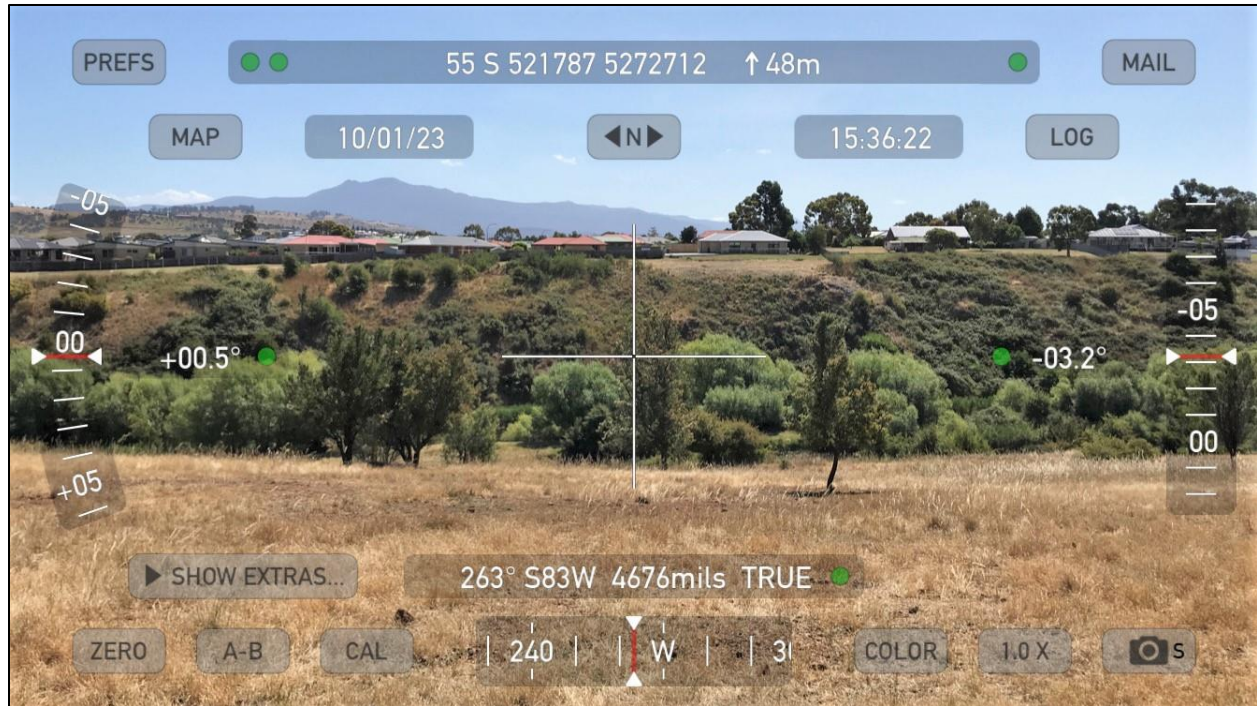 PREFS
55 S 521787 5272712 ↑ 48m
MAIL
MAP
10/01/23
◀N▶
15:36:22
LOG
-05
00
+00.5°
+05
-05
-03.2°
00
▶ SHOW EXTRAS...
263° S83W 4676mils TRUE
ZERO
A-B
CAL
240 W
COLOR
1.0 X
S